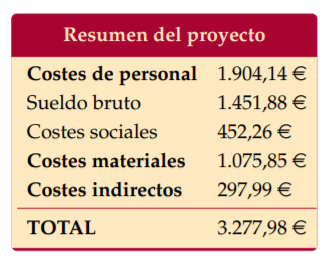 Resumen del proyecto
Costes de personal 1.904,14 €
Sueldo bruto 1.451,88 €
Costes sociales 452,26 €
Costes materiales 1.075,85 €
Costes indirectos 297,99 €
TOTAL 3.277,98 €